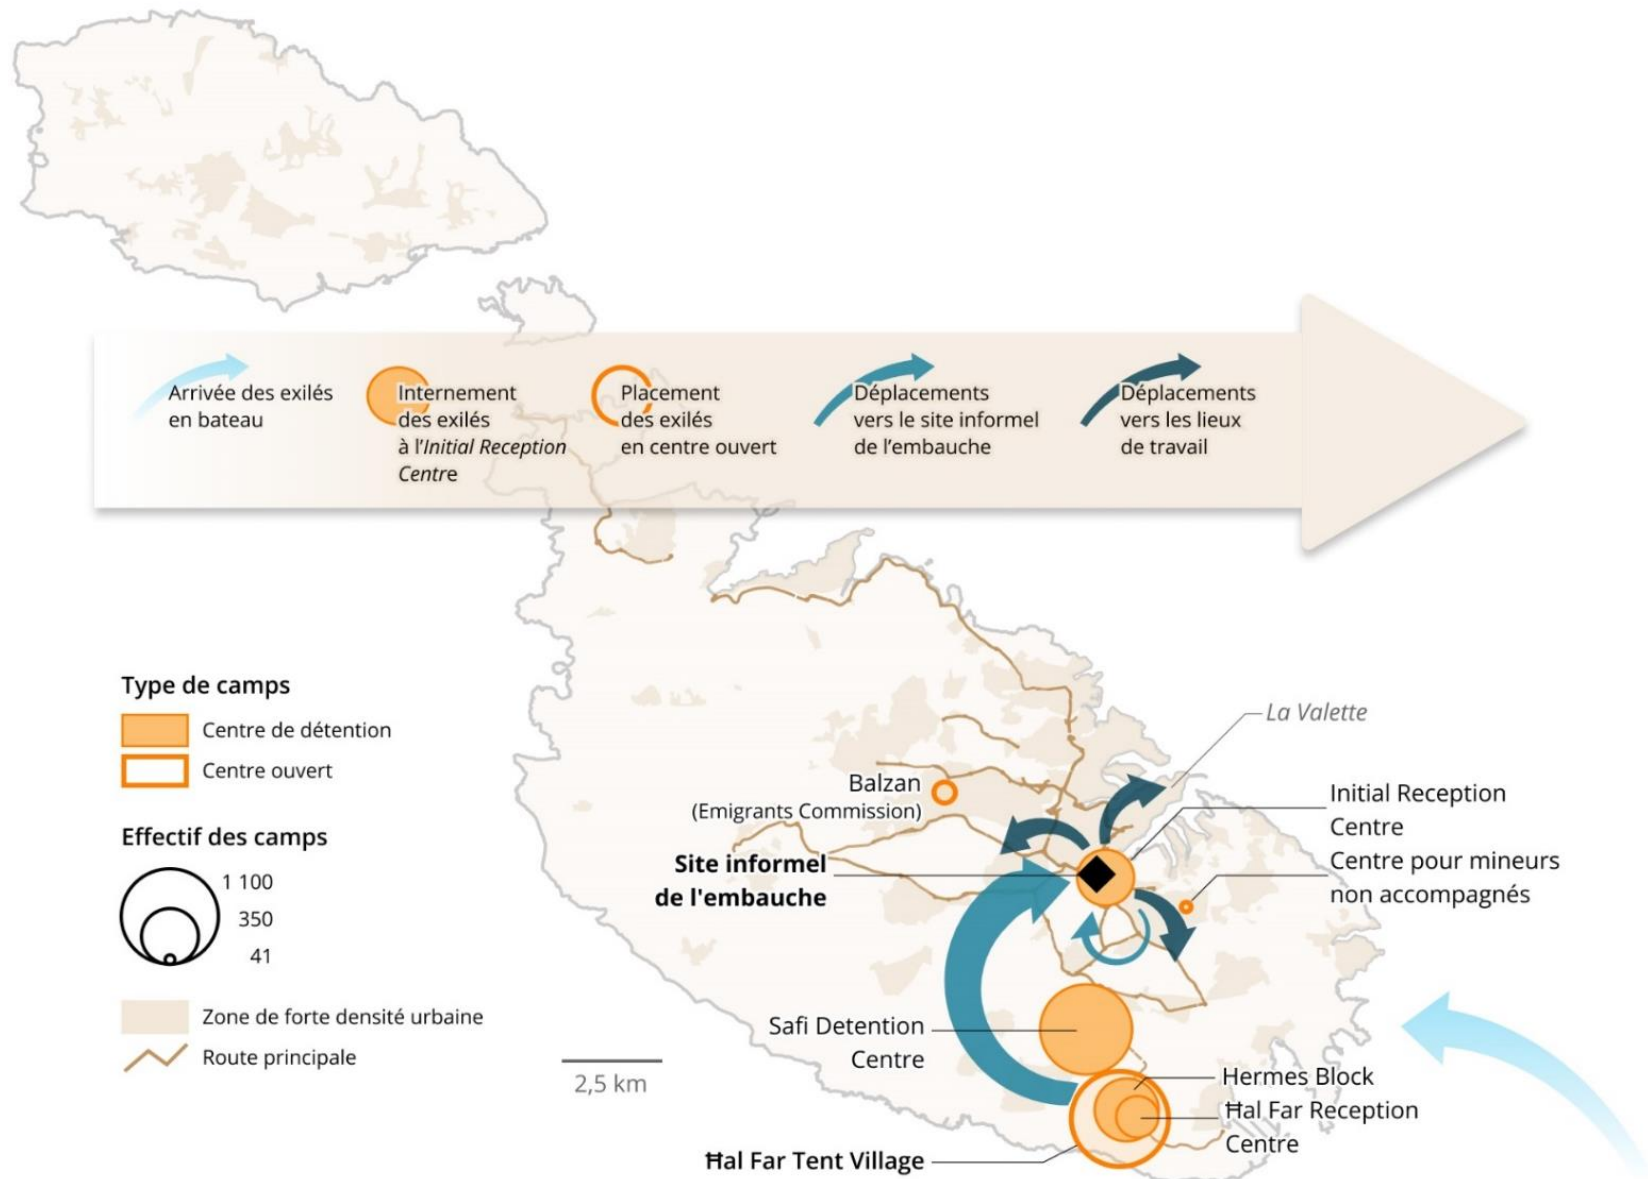 Arrivée des exilés
en bateau
Internement
des exilés
à l'Initial Reception
Centre
Placement
des exilés
en centre ouvert
Déplacements
vers le site informel
de l'embauche
Déplacements
vers les lieux
de travail
Type de camps
Centre de détention
Centre ouvert
Effectif des camps
1 100
350
41
Zone de forte densité urbaine
Route principale
2,5 km
La Valette
Balzan
(Emigrants Commission)
Initial Reception
Centre
Site informel
de l'embauche
Centre pour mineurs
non accompagnés
Safi Detention
Centre
Hermes Block
Ħal Far Reception
Centre
Ħal Far Tent Village